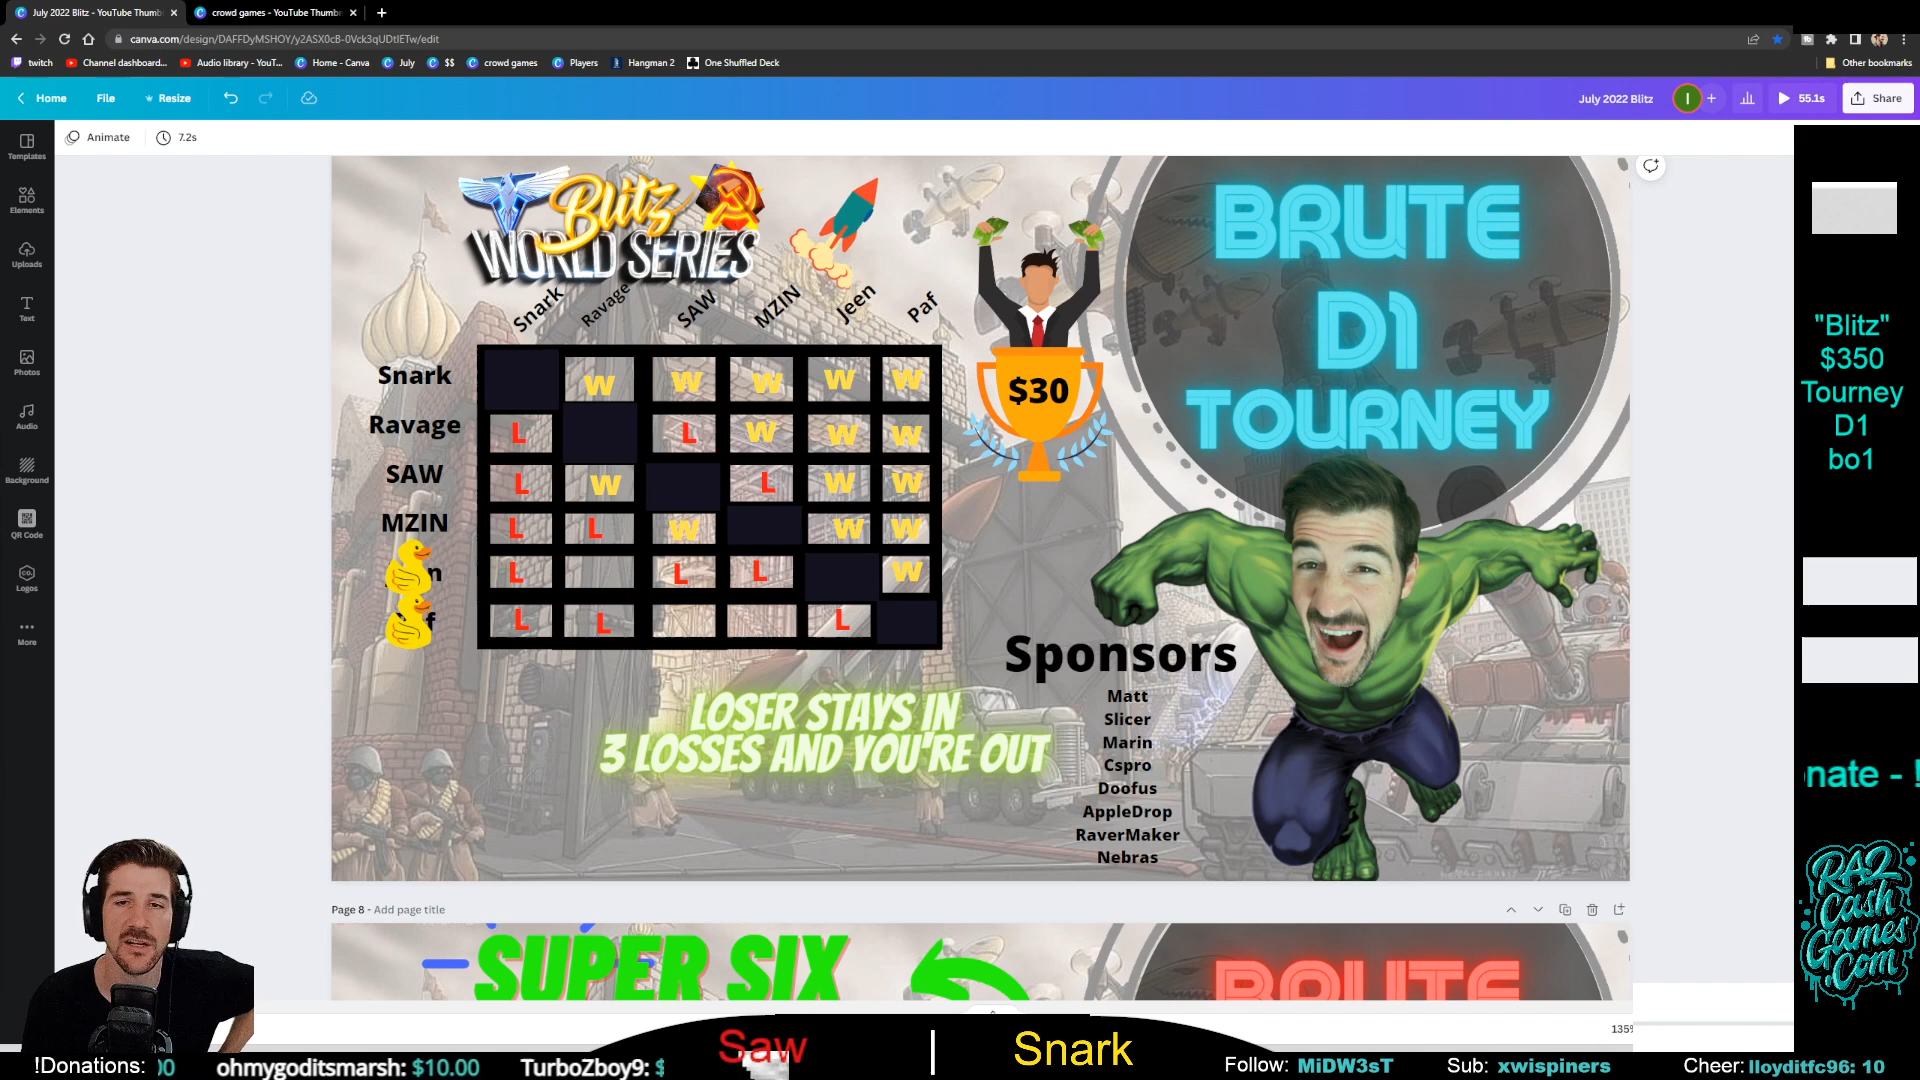 July 2022 Blitz - YouTube Thumb
crowd games - YouTube Thumbn
canva.com/design/DAFFDyMSHOY/y2ASX0cB-0Vck3qUDtIETw/edit
twitch
Channel dashboard...
Audio library - YouT...
Home - Canva
July
$$
crowd games
Players
Hangman 2
One Shuffled Deck
Other bookmarks
Home
File
Resize
July 2022 Blitz
I
55.1s
Share
Animate
7.2s
Templates
Elements
Uploads
Text
Photos
Audio
Background
QR Code
Logos
More
Blitz
WORLD SERIES
Snark Ravage SAW MZIN Jeen Paf
Snark W W W W W
Ravage L L W W W
SAW L W L W W
MZIN L L W W W
n L L L W
f L L L
$30
BRUTE
D1
TOURNEY
LOSER STAYS IN
3 LOSSES AND YOU'RE OUT
Sponsors
Matt
Slicer
Marin
Cspro
Doofus
AppleDrop
RaverMaker
Nebras
Page 8 - Add page title
SUPER SIX
BRUTE
135%
"Blitz"
$350
Tourney
D1
bo1
nate - !
RA2
Cash
Games
.Com
Saw
Snark
!Donations: 00 ohmygoditsmarsh: $10.00 TurboZboy9: $
Follow: MiDW3sT
Sub: xwispiners
Cheer: lloyditfc96: 10